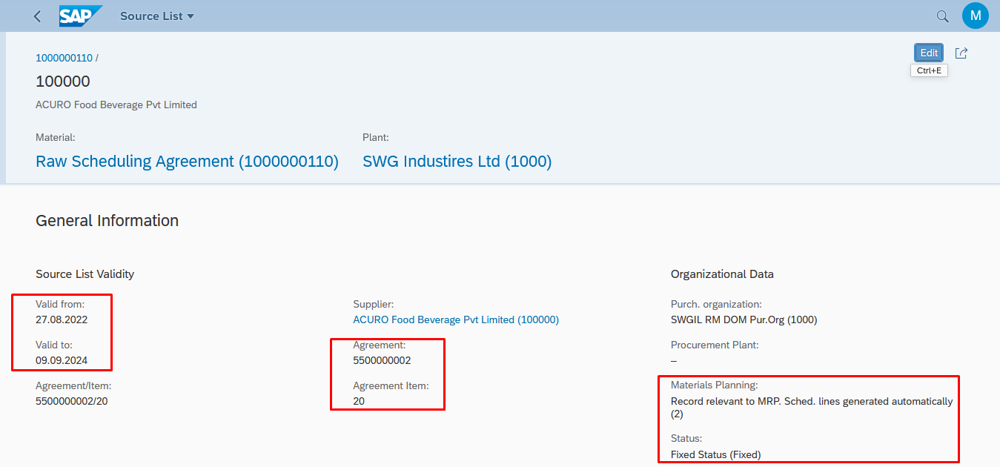 SAP Source List
M
1000000110 /
Edit
Ctrl+E
100000
ACURO Food Beverage Pvt Limited
Material:
Plant:
Raw Scheduling Agreement (1000000110)
SWG Industires Ltd (1000)
General Information
Source List Validity
Organizational Data
Valid from:
27.08.2022
Valid to:
09.09.2024
Agreement/Item:
5500000002/20
Supplier:
ACURO Food Beverage Pvt Limited (100000)
Agreement:
5500000002
Agreement Item:
20
Purch. organization:
SWGIL RM DOM Pur.Org (1000)
Procurement Plant:
–
Materials Planning:
Record relevant to MRP. Sched. lines generated automatically
(2)
Status:
Fixed Status (Fixed)